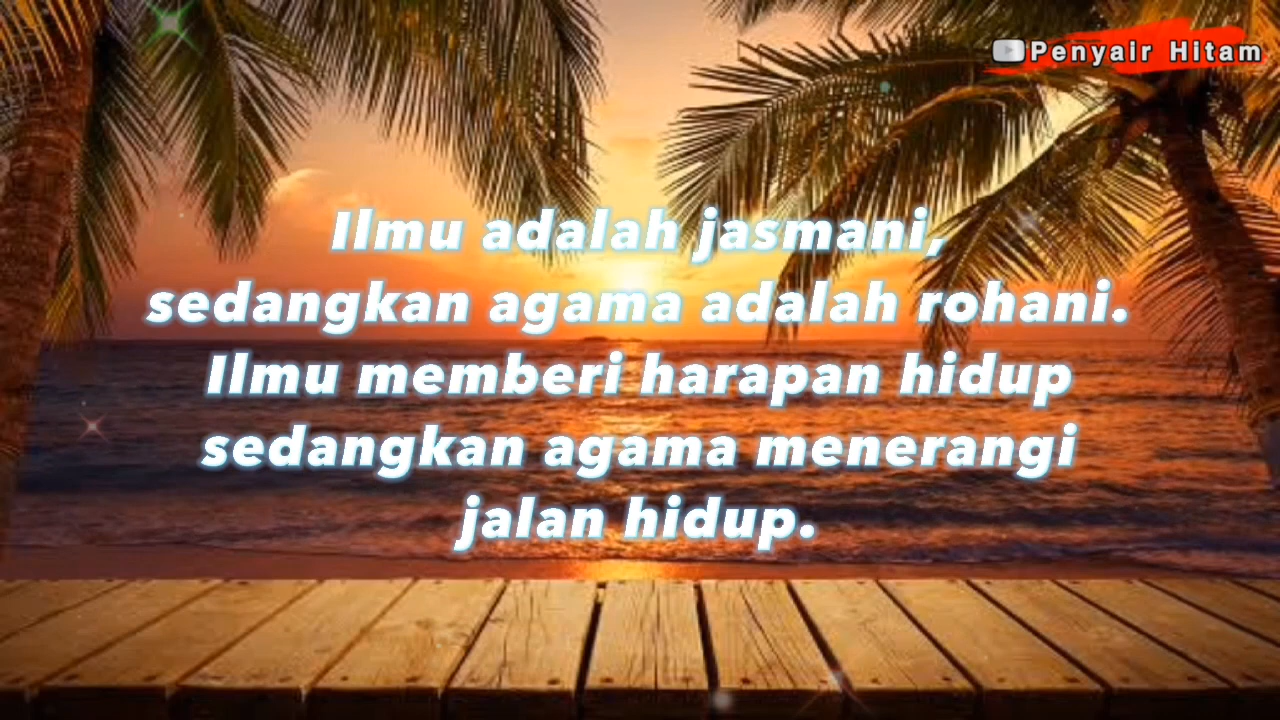 Penyair Hitam
Ilmu adalah jasmani,
sedangkan agama adalah rohani.
Ilmu memberi harapan hidup
sedangkan agama menerangi
jalan hidup.